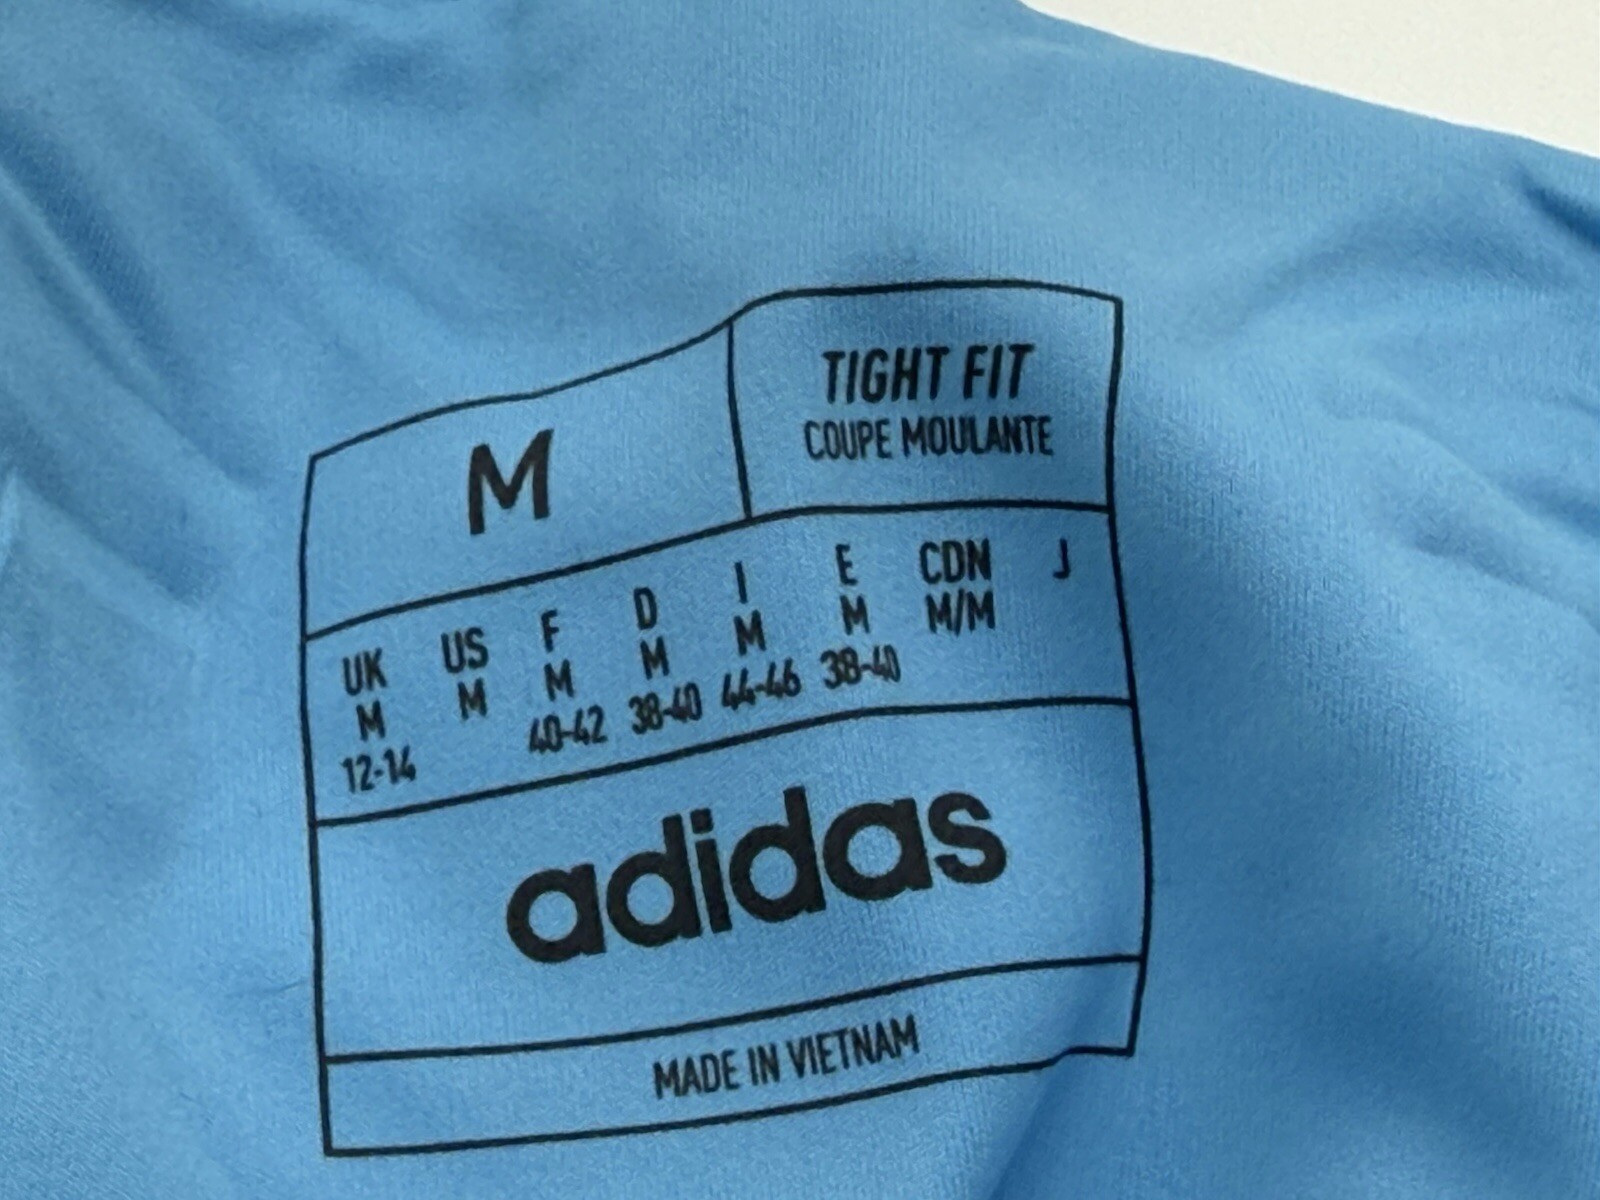 M
TIGHT FIT
COUPE MOULANTE
UK US F D I E CDN J
M M M M M M M/M
12-14 40-42 38-40 44-46 38-40
adidas
MADE IN VIETNAM